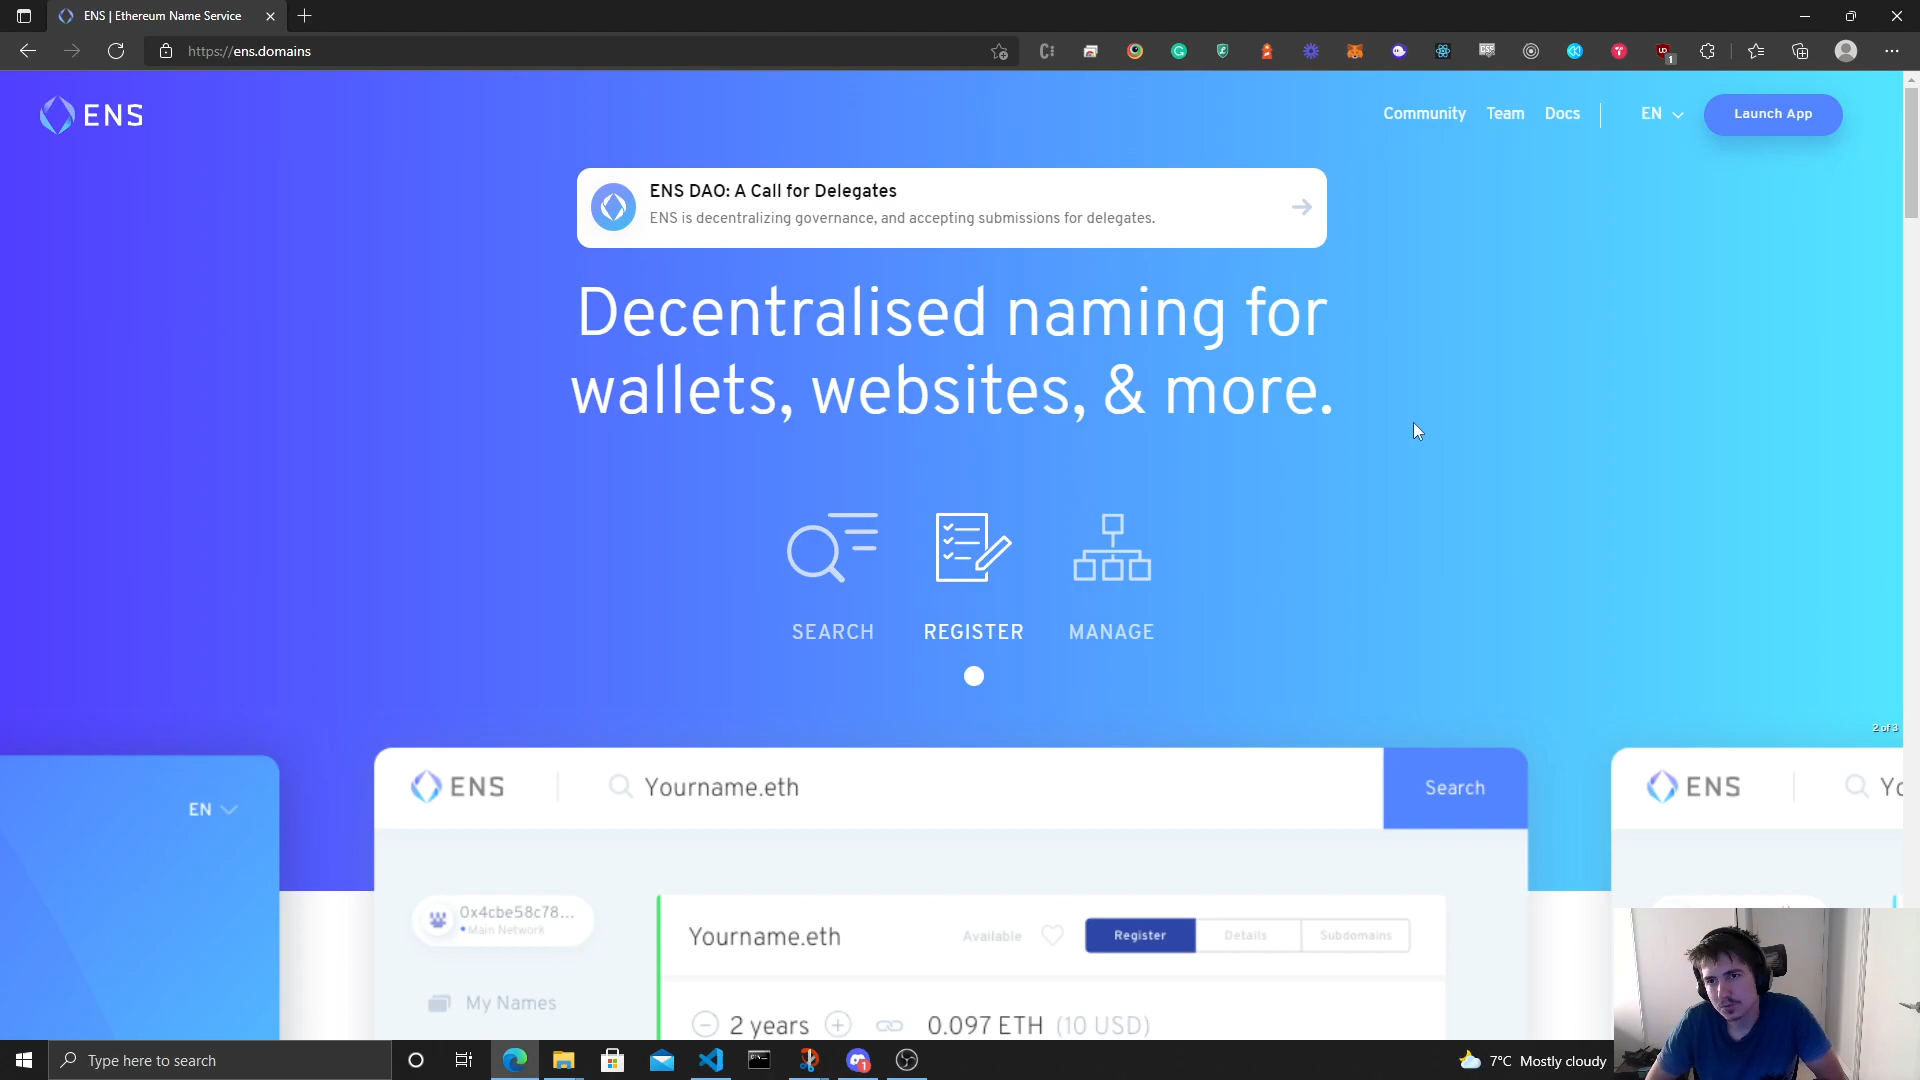 ENS | Ethereum Name Service
https://ens.domains
1
ENS
Community
Team
Docs
EN
Launch App
ENS DAO: A Call for Delegates
ENS is decentralizing governance, and accepting submissions for delegates.
Decentralised naming for
wallets, websites, & more.
SEARCH
REGISTER
MANAGE
2 of 3
EN
ENS
Yourname.eth
Search
ENS
0x4cbe58c78...
Main Network
Yourname.eth
Available
Register
Details
Subdomains
My Names
2 years
0.097 ETH (10 USD)
Type here to search
1
7°C Mostly cloudy